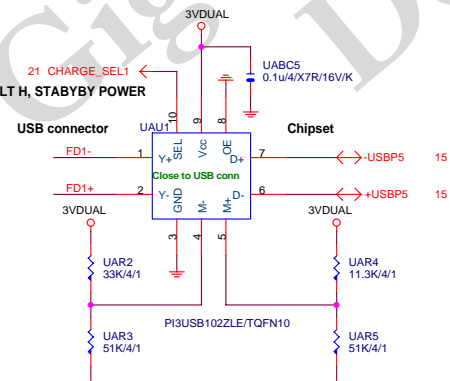 3VDUAL
21 CHARGE_SEL1
UABC5
0.1u/4/X7R/16V/K
LT H, STABYBY POWER
10
9
8
USB connector
UAU1
Chipset
SEL
Vcc
OE
FD1-
1
Y+
D+
7
-USBP5
15
Close to USB conn
FD1+
2
Y-
D-
6
+USBP5
15
GND
M-
M+
3VDUAL
3
4
5
3VDUAL
UAR2
33K/4/1
UAR4
11.3K/4/1
PI3USB102ZLE/TQFN10
UAR3
51K/4/1
UAR5
51K/4/1